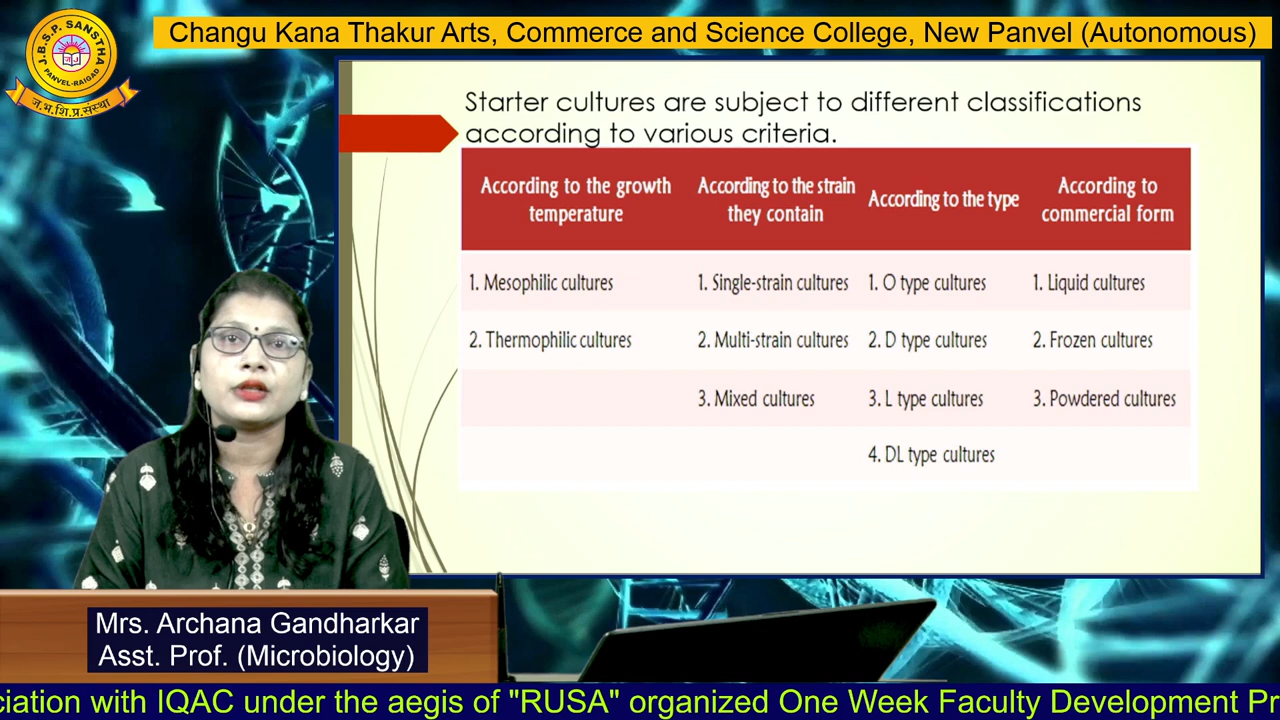 Changu Kana Thakur Arts, Commerce and Science College, New Panvel (Autonomous)
J.B.S.P. SANSTHA
PANVEL-RAIGAD
ज.भ.शि.प्र.संस्था
Starter cultures are subject to different classifications
according to various criteria.
According to the growth temperature
According to the strain they contain
According to the type
According to commercial form
1. Mesophilic cultures
1. Single-strain cultures
1. O type cultures
1. Liquid cultures
2. Thermophilic cultures
2. Multi-strain cultures
2. D type cultures
2. Frozen cultures
3. Mixed cultures
3. L type cultures
3. Powdered cultures
4. DL type cultures
Mrs. Archana Gandharkar
Asst. Prof. (Microbiology)
ciation with IQAC under the aegis of "RUSA" organized One Week Faculty Development Pr